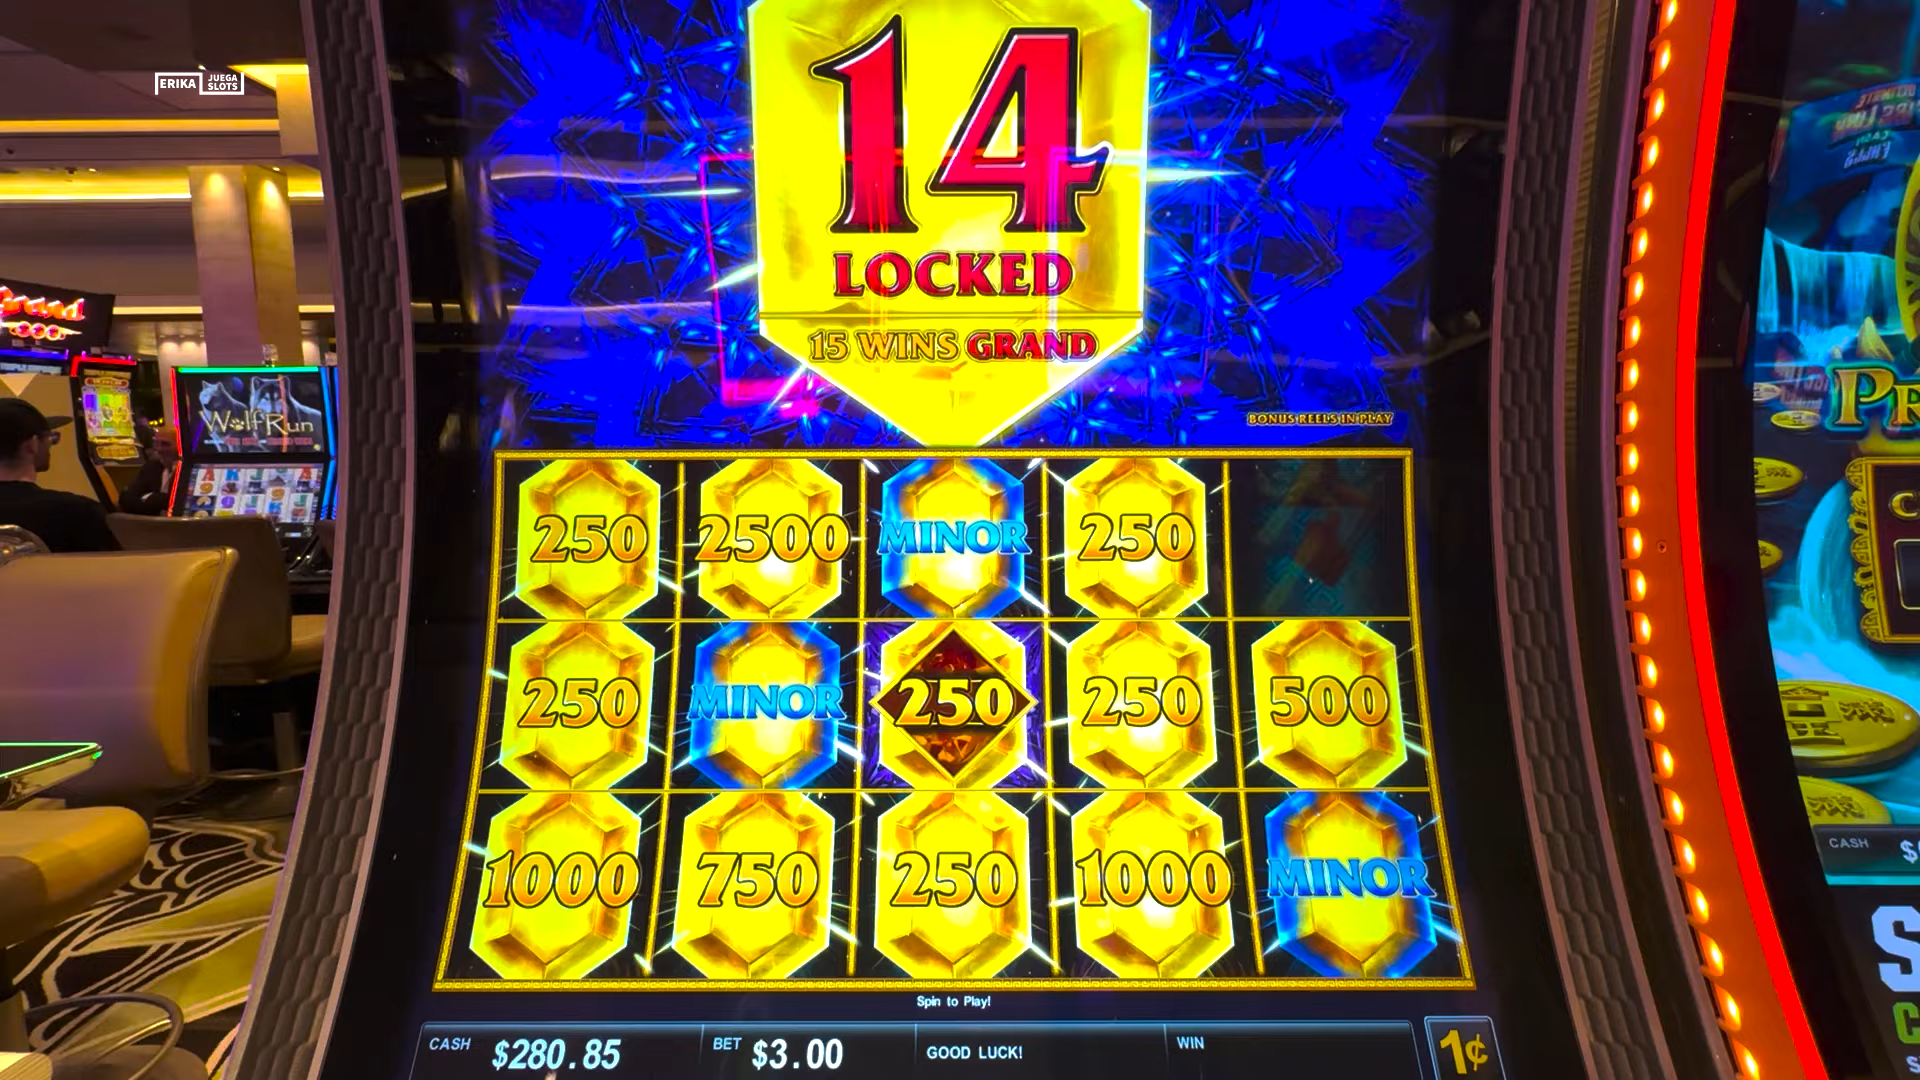 ERIKA JUEGA SLOTS
14
LOCKED
15 WINS GRAND
BONUS REELS IN PLAY
Wolf Run
250 2500 MINOR 250
250 MINOR 250 250 500
1000 750 250 1000 MINOR
Spin to Play!
CASH $280.85 BET $3.00 GOOD LUCK! WIN 1¢
CASH